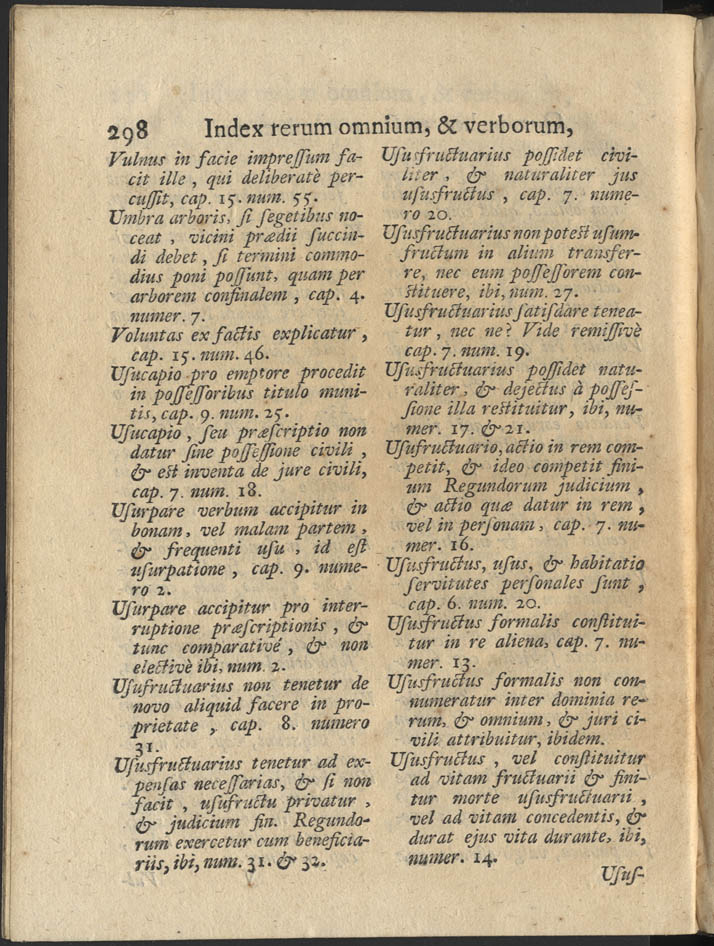 298 Index rerum omnium, & verborum,
Vulnus in facie impreſſum fa-
cit ille , qui deliberatè per-
cuſſit, cap. 15. num. 55.
Umbra arboris, ſi ſegetibus no-
ceat , vicini prædii ſuccin-
di debet , ſi termini commo-
dius poni poſſunt, quam per
arborem confinalem , cap. 4.
numer. 7.
Voluntas ex factis explicatur ,
cap. 15. num. 46.
Uſucapio pro emptore procedit
in poſſeſſoribus titulo muni-
tis, cap. 9. num. 25.
Uſucapio , ſeu præſcriptio non
datur ſine poſſeſſione civili ,
& eſt inventa de jure civili,
cap. 7. num. 18.
Uſurpare verbum accipitur in
bonam, vel malam partem ,
& frequenti uſu , id eſt
uſurpatione , cap. 9. nume-
ro 2.
Uſurpare accipitur pro inter-
ruptione præſcriptionis , &
tunc comparativé , & non
electivè ibi, num. 2.
Uſufructuarius non tenetur de
novo aliquid facere in pro-
prietate , cap. 8. numero
31.
Uſusfructuarius tenetur ad ex-
penſas neceſſarias, & ſi non
facit , uſufructu privatur ,
& judicium fin. Regundo-
rum exercetur cum beneficia-
riis, ibi, num. 31. & 32.
Uſusfructuarius poſſidet civi-
liter , & naturaliter jus
uſusfructus , cap. 7. nume-
ro 20.
Uſusfructuarius non poteſt uſum-
fructum in alium transfer-
re, nec eum poſſeſſorem con-
ſtituere, ibi, num. 27.
Uſusfructuarius ſatiſdare tenea-
tur , nec ne? Vide remiſſivè
cap. 7. num. 19.
Uſusfructuarius poſſidet natu-
raliter , & dejectus à poſſeſ-
ſione illa reſtituitur, ibi, nu-
mer. 17. & 21.
Uſufructuario, actio in rem com-
petit, & ideo competit fini-
um Regundorum judicium ,
& actio quæ datur in rem ,
vel in perſonam , cap. 7. nu-
mer. 16.
Uſusfructus, uſus, & habitatio
ſervitutes perſonales ſunt ,
cap. 6. num. 20.
Uſusfructus formalis conſtitui-
tur in re aliena, cap. 7. nu-
mer. 13.
Uſusfructus formalis non con-
numeratur inter dominia re-
rum, & omnium, & juri ci-
vili attribuitur, ibidem.
Uſusfructus , vel conſtituitur
ad vitam fructuarii & fini-
tur morte uſusfructuarii ,
vel ad vitam concedentis, &
durat ejus vita durante, ibi,
numer. 14.
Uſuſ-